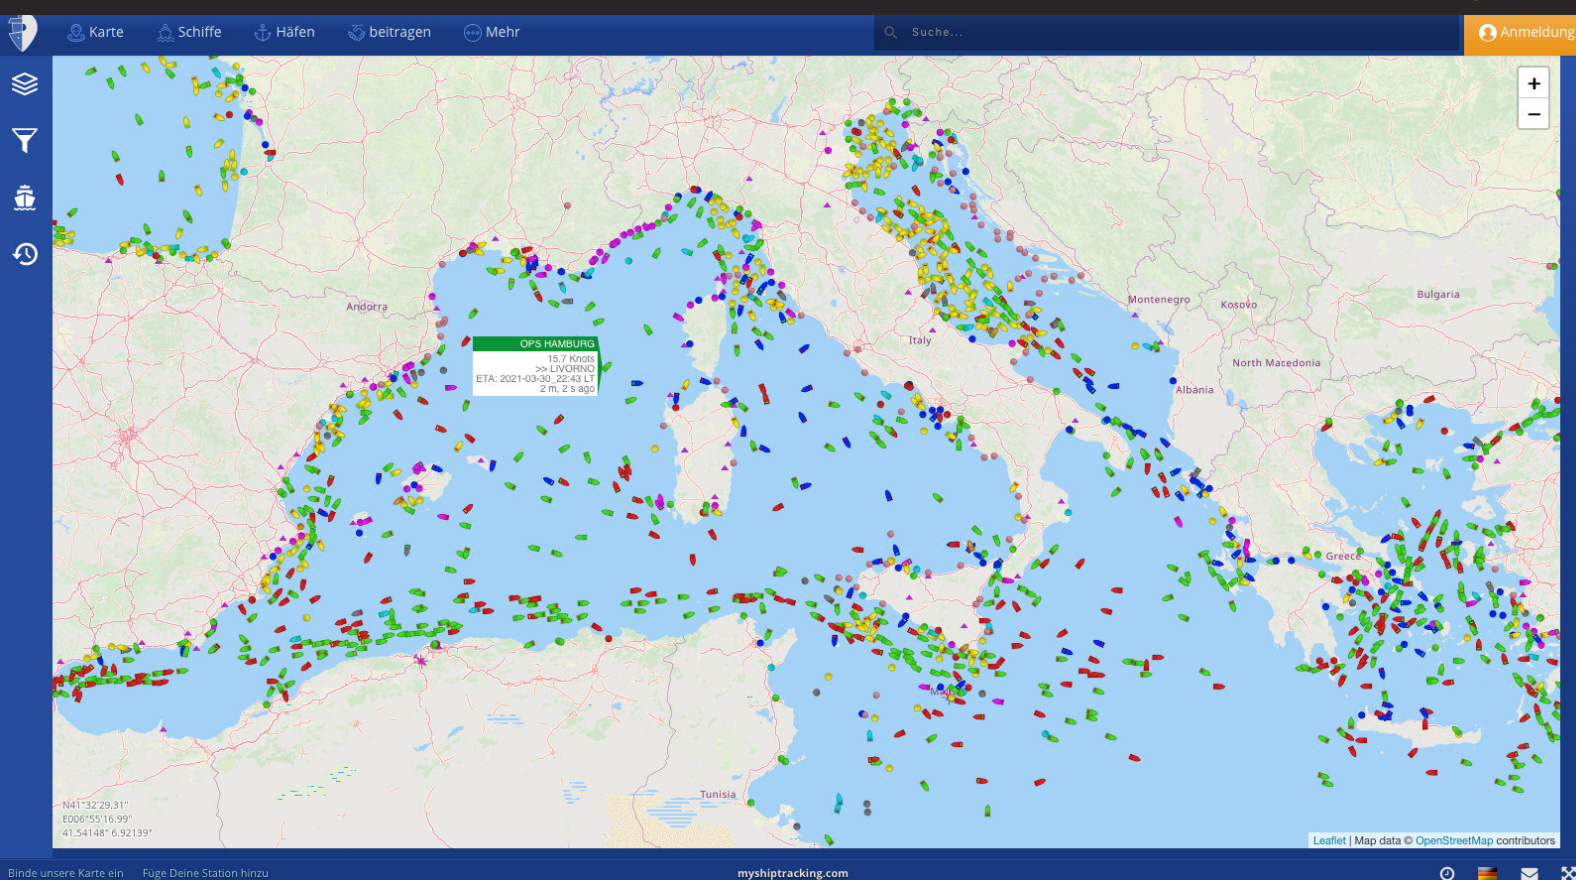 Karte Schiffe Häfen beitragen Mehr
Suche...
Anmeldung
+
−
Andorra
Montenegro
Kosovo
Bulgaria
Italy
North Macedonia
Albania
OPS HAMBURG
15.7 Knots
>> LIVORNO
ETA: 2021-03-30_22:43 LT
2 m, 2 s ago
Greece
Tunisia
N41°32'29.31"
E006°55'16.99"
41.54148° 6.92139°
Leaflet | Map data © OpenStreetMap contributors
Binde unsere Karte ein Füge Deine Station hinzu
myshiptracking.com